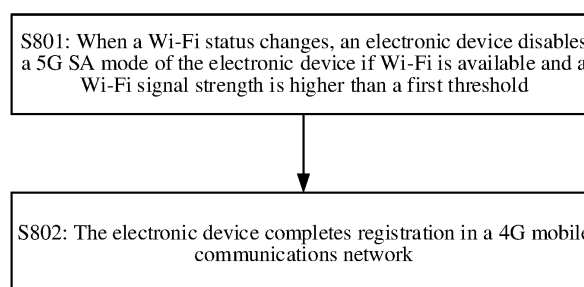 S801: When a Wi-Fi status changes, an electronic device disables
a 5G SA mode of the electronic device if Wi-Fi is available and a
Wi-Fi signal strength is higher than a first threshold
S802: The electronic device completes registration in a 4G mobile
communications network